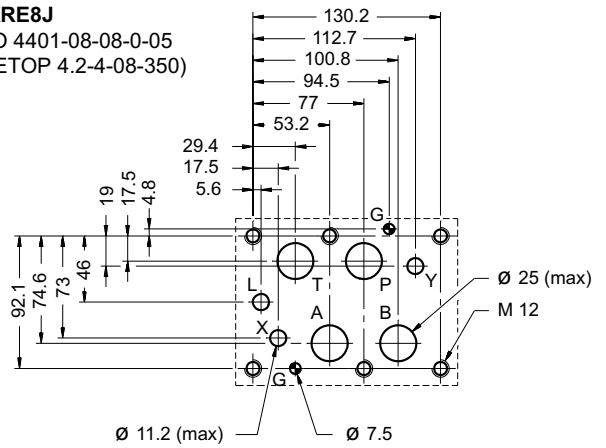 ARE8J
O 4401-08-08-0-05
ETOP 4.2-4-08-350)
130.2
112.7
100.8
94.5
77
53.2
29.4
17.5
5.6
19
17.5
4.8
G
92.1
74.6
73
46
L
T
P
Y
X
A
B
G
Ø 25 (max)
M 12
Ø 11.2 (max)
Ø 7.5